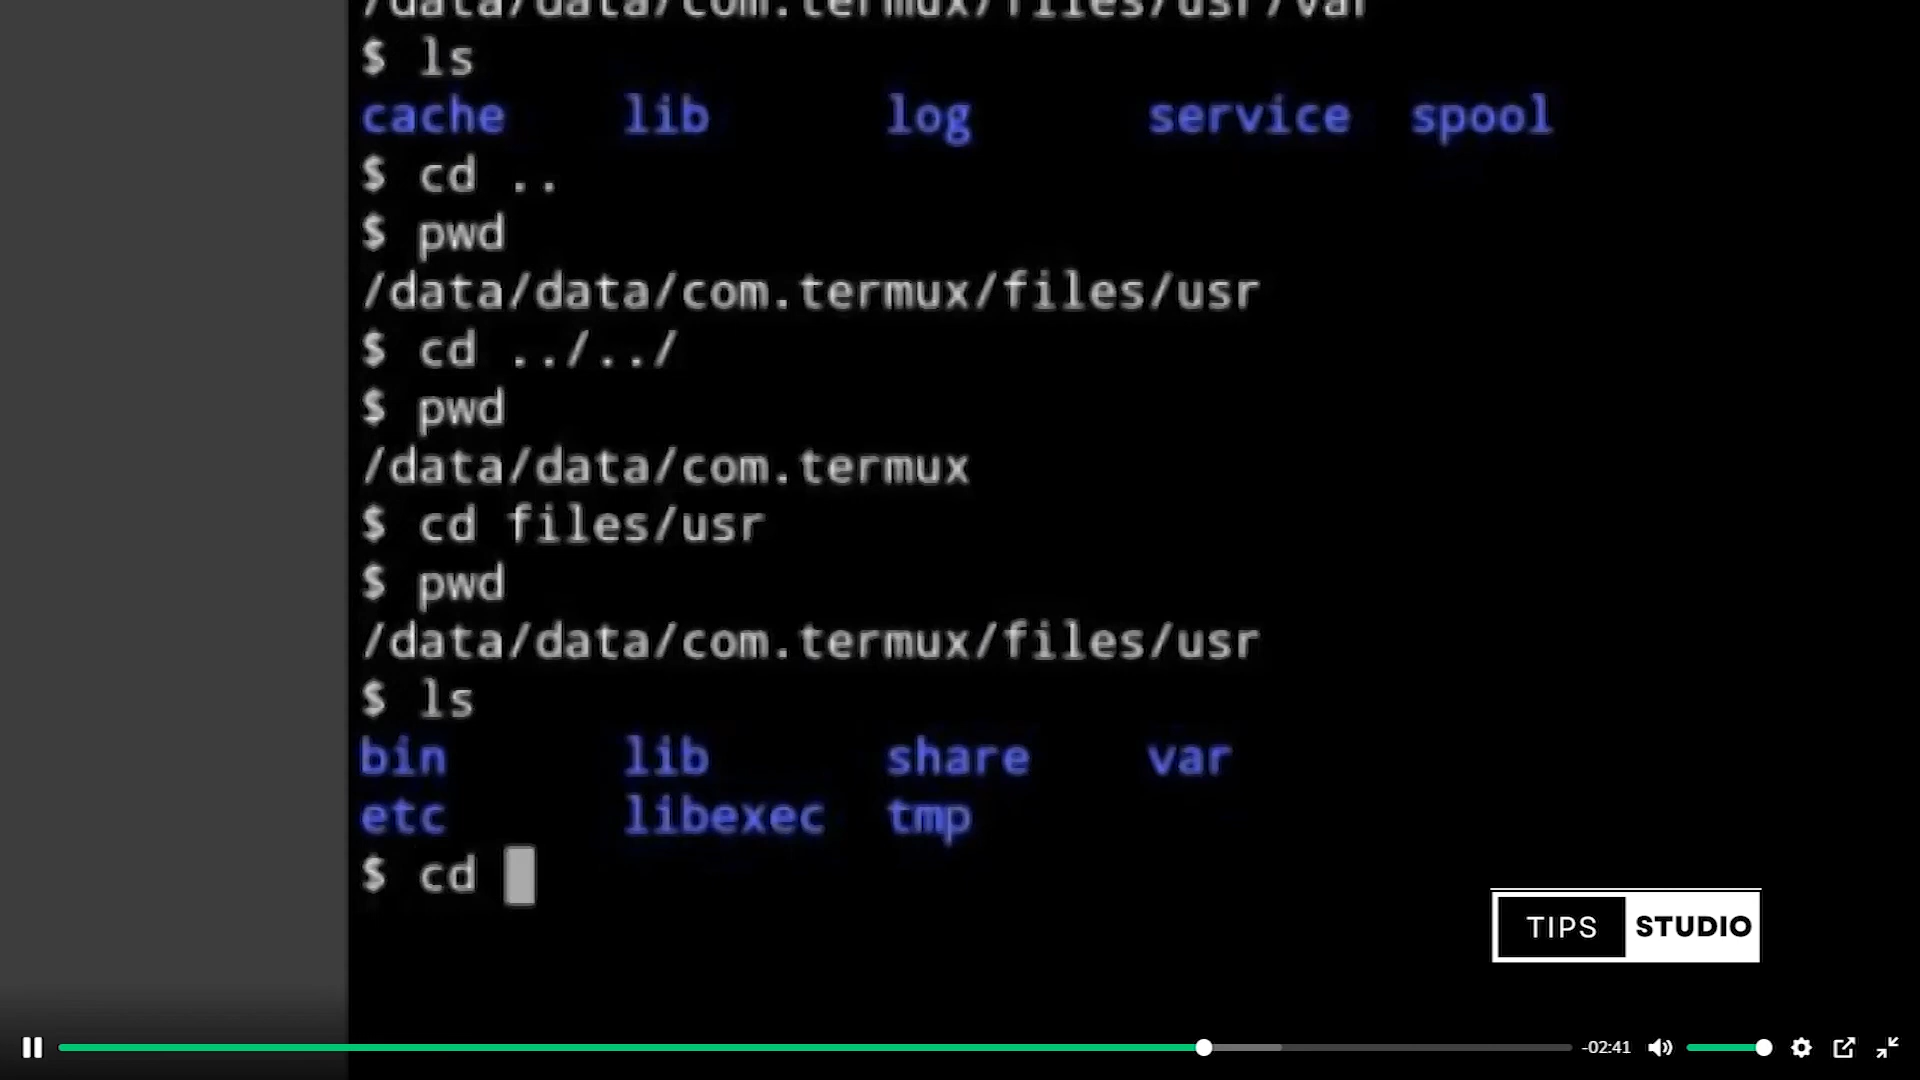 /data/data/com.termux/files/usr/var
$ ls
cache lib log service spool
$ cd ..
$ pwd
/data/data/com.termux/files/usr
$ cd ../../
$ pwd
/data/data/com.termux
$ cd files/usr
$ pwd
/data/data/com.termux/files/usr
$ ls
bin lib share var
etc libexec tmp
$ cd
TIPS STUDIO
-02:41